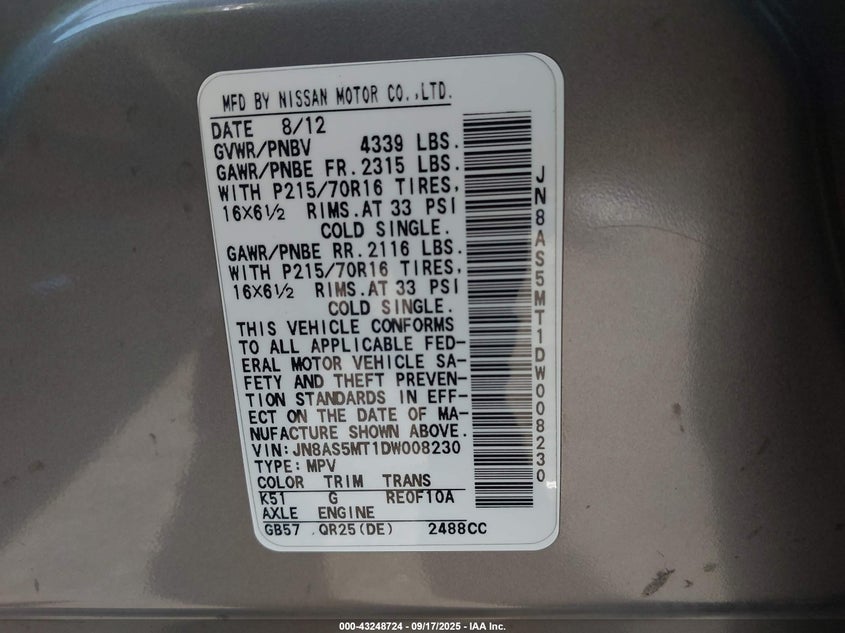 MFD BY NISSAN MOTOR CO.,LTD.
DATE 8/12
GVWR/PNBV 4339 LBS.
GAWR/PNBE FR.2315 LBS.
WITH P215/70R16 TIRES,
16X6½ RIMS.AT 33 PSI
COLD SINGLE.
GAWR/PNBE RR.2116 LBS.
WITH P215/70R16 TIRES,
16X6½ RIMS.AT 33 PSI
COLD SINGLE.
THIS VEHICLE CONFORMS
TO ALL APPLICABLE FED-
ERAL MOTOR VEHICLE SA-
FETY AND THEFT PREVEN-
TION STANDARDS IN EFF-
ECT ON THE DATE OF MA-
NUFACTURE SHOWN ABOVE.
VIN:JN8AS5MT1DW008230
TYPE:MPV
COLOR TRIM TRANS
K51 G RE0F10A
AXLE ENGINE
GB57 QR25(DE) 2488CC
JN8AS5MT1DW008230
000-43248724 - 09/17/2025 - IAA Inc.